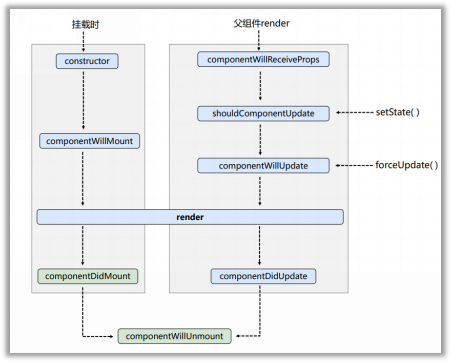 挂载时
父组件render
constructor
componentWillReceiveProps
shouldComponentUpdate
setState( )
componentWillMount
componentWillUpdate
forceUpdate( )
render
componentDidMount
componentDidUpdate
componentWillUnmount